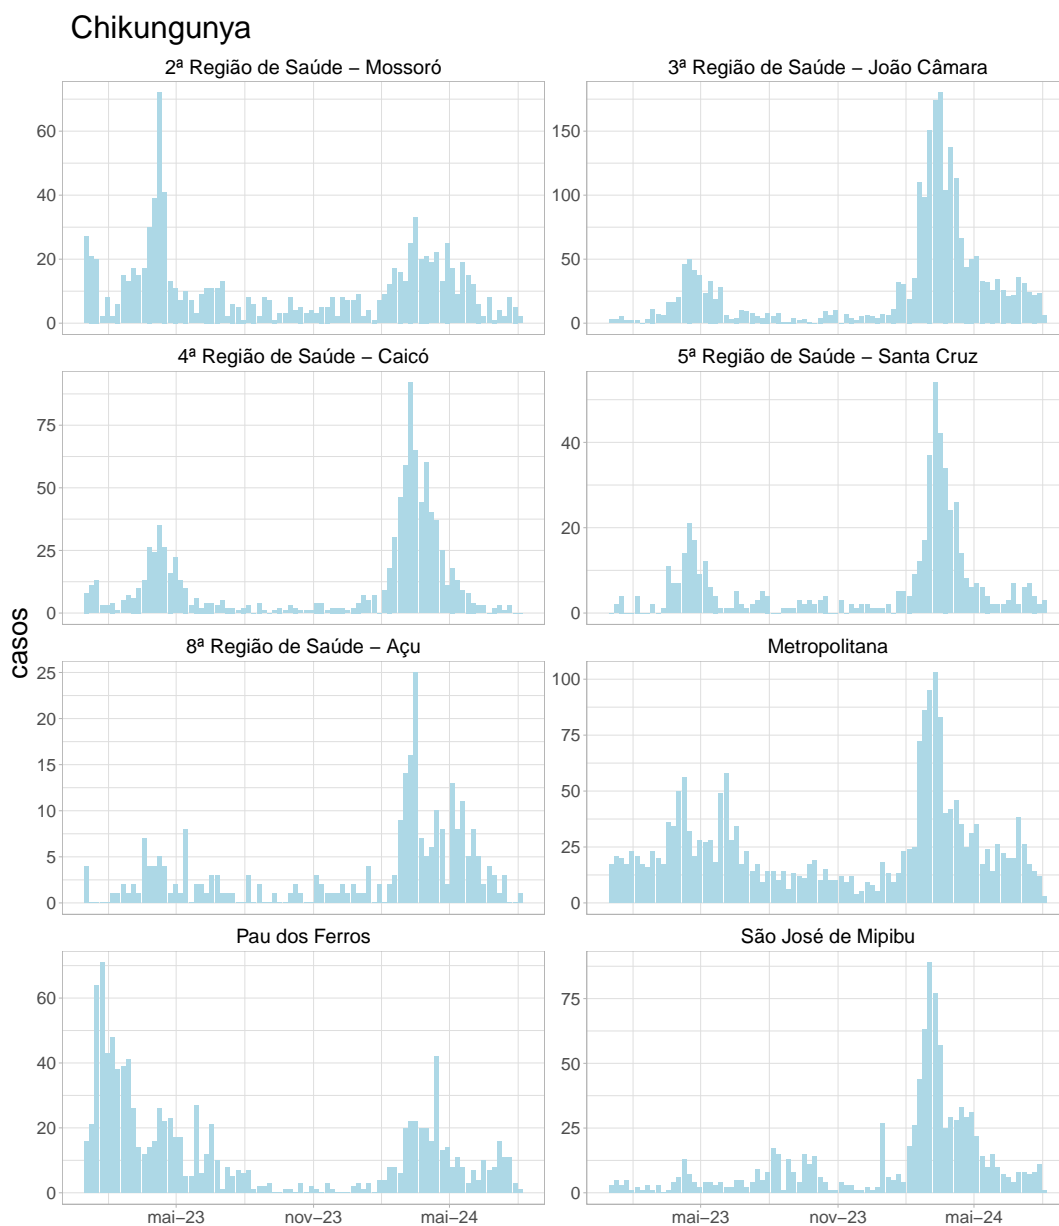 Chikungunya
2ª Região de Saúde – Mossoró
3ª Região de Saúde – João Câmara
60
40
20
0
150
100
50
0
4ª Região de Saúde – Caicó
5ª Região de Saúde – Santa Cruz
75
50
25
0
40
20
0
casos
8ª Região de Saúde – Açu
Metropolitana
25
20
15
10
5
0
100
75
50
25
0
Pau dos Ferros
São José de Mipibu
60
40
20
0
75
50
25
0
mai–23 nov–23 mai–24
mai–23 nov–23 mai–24